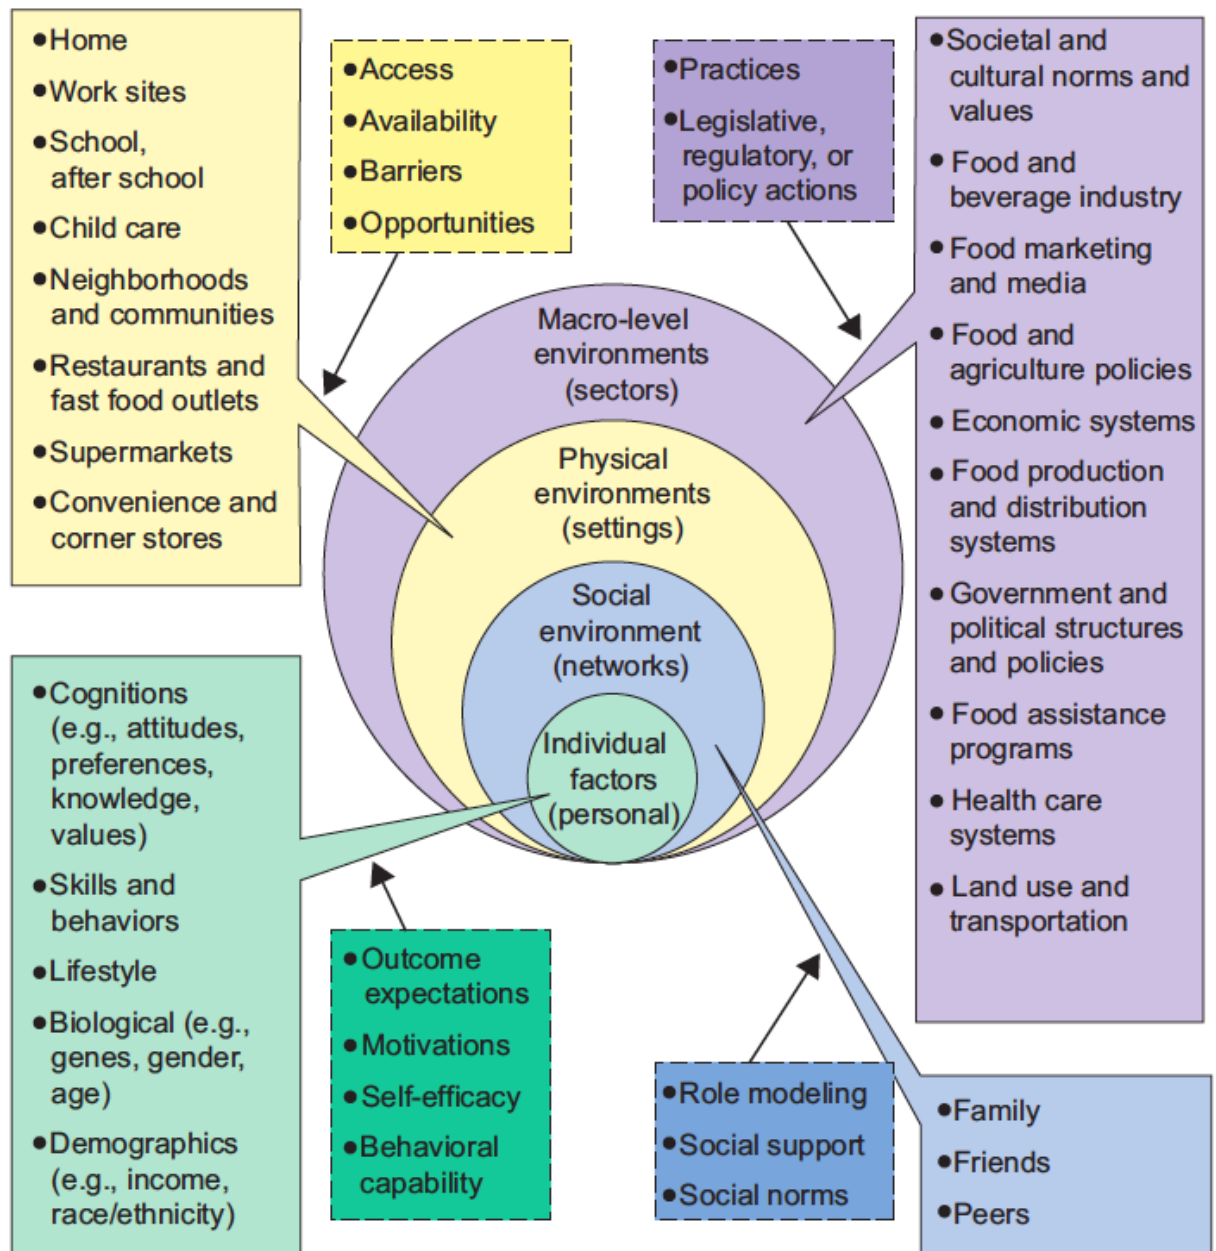 •Home
•Work sites
•School,
after school
•Child care
•Neighborhoods
and communities
•Restaurants and
fast food outlets
•Supermarkets
•Convenience and
corner stores
•Access
•Availability
•Barriers
•Opportunities
•Practices
•Legislative,
regulatory, or
policy actions
•Societal and
cultural norms and
values
• Food and
beverage industry
•Food marketing
and media
•Food and
agriculture policies
• Economic systems
•Food production
and distribution
systems
•Government and
political structures
and policies
•Food assistance
programs
•Health care
systems
•Land use and
transportation
Macro-level
environments
(sectors)
Physical
environments
(settings)
Social
environment
(networks)
Individual
factors
(personal)
•Cognitions
(e.g., attitudes,
preferences,
knowledge,
values)
•Skills and
behaviors
•Lifestyle
•Biological (e.g.,
genes, gender,
age)
•Demographics
(e.g., income,
race/ethnicity)
•Outcome
expectations
•Motivations
•Self-efficacy
•Behavioral
capability
•Role modeling
•Social support
•Social norms
•Family
•Friends
•Peers